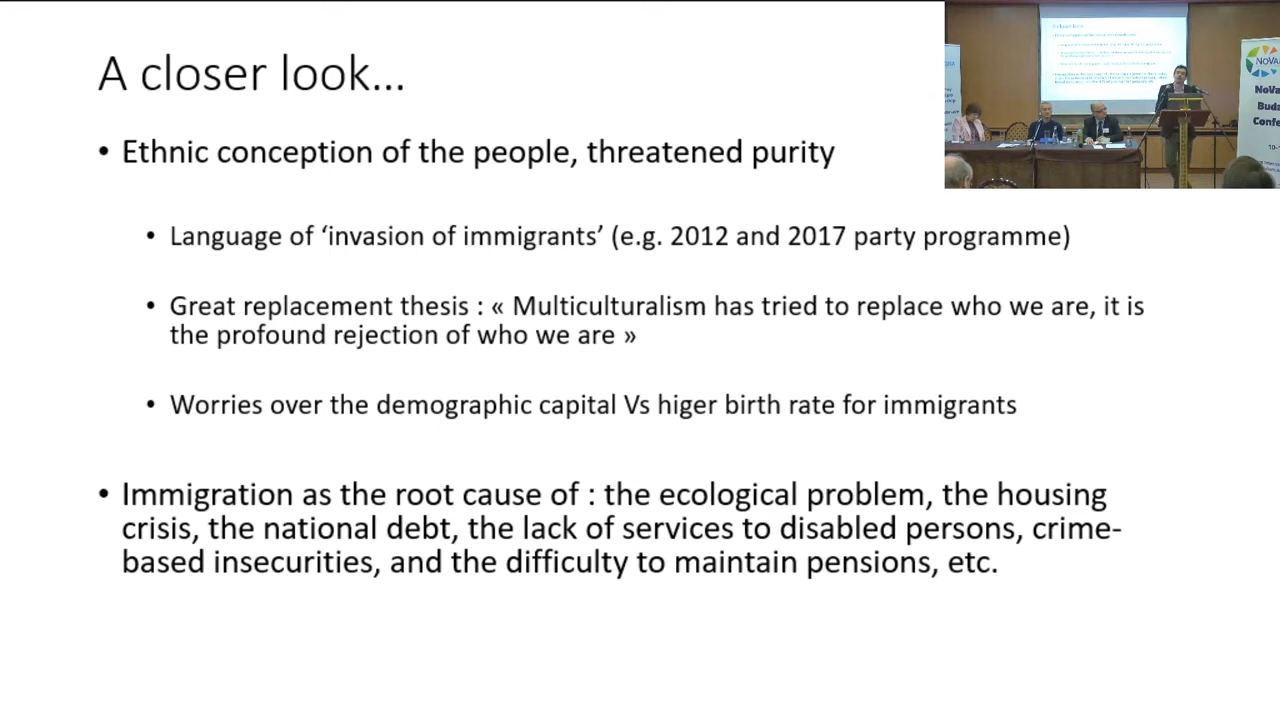 A closer look...
• Ethnic conception of the people, threatened purity
• Language of ‘invasion of immigrants’ (e.g. 2012 and 2017 party programme)
• Great replacement thesis : « Multiculturalism has tried to replace who we are, it is
the profound rejection of who we are »
• Worries over the demographic capital Vs higer birth rate for immigrants
• Immigration as the root cause of : the ecological problem, the housing
crisis, the national debt, the lack of services to disabled persons, crime-
based insecurities, and the difficulty to maintain pensions, etc.